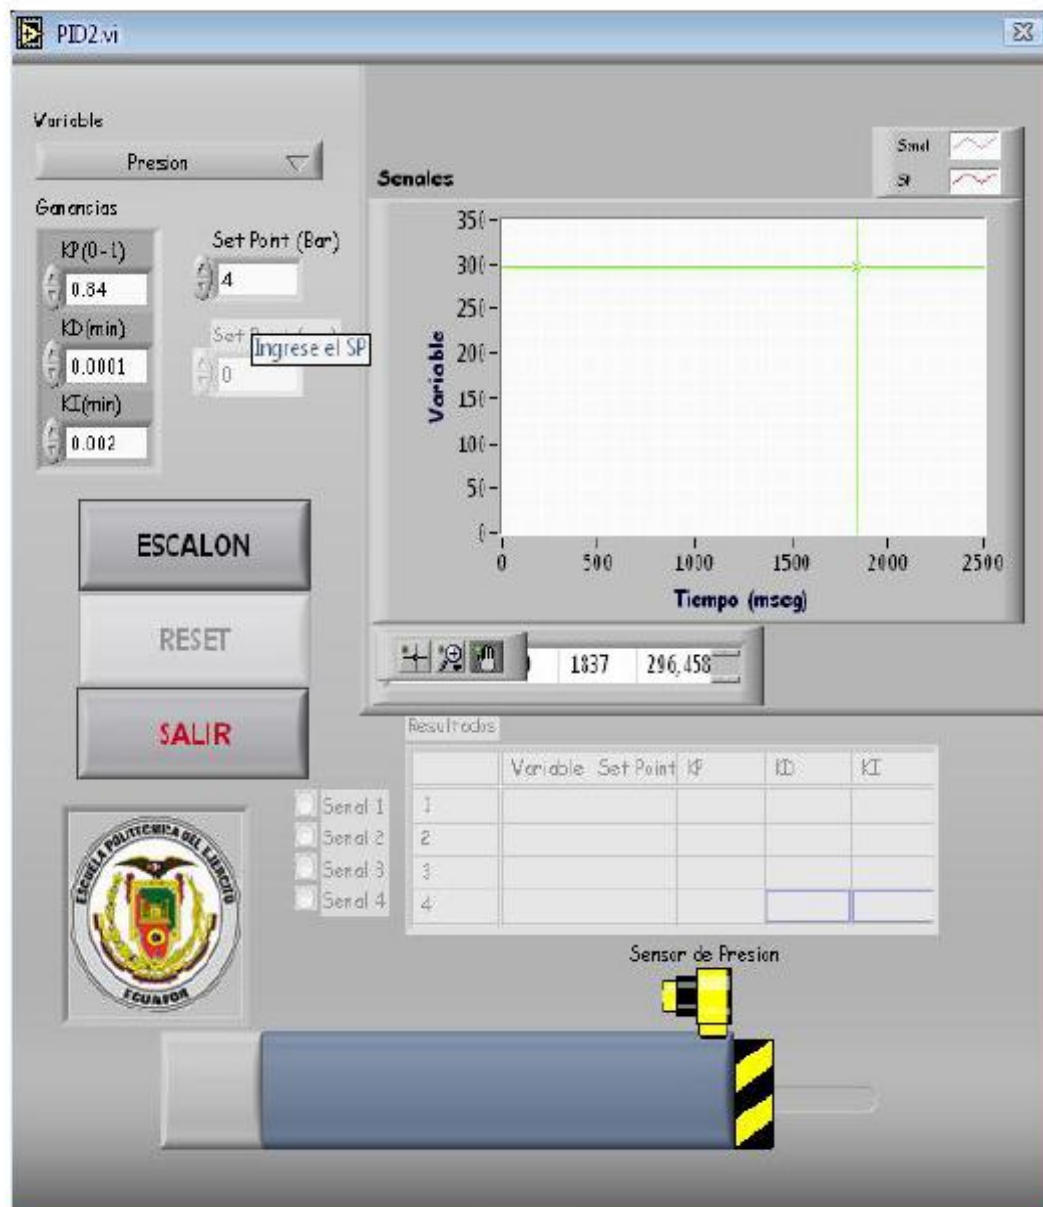 PID2.vi
Variable
Presion
Ganancias
KP(0-1)
0.84
KD(min)
0.0001
KI(min)
0.002
Set Point (Bar)
4
Set Point
Ingrese el SP
0
ESCALON
RESET
SALIR
Senales
SP
Variable
350
300
250
200
150
100
50
0
0
500
1000
1500
2000
2500
Tiempo (mseg)
1837
296,458
Resultados
Variable Set Point KP KD KI
Senal 1
1
Senal 2
2
Senal 3
3
Senal 4
4
ESCUELA POLITECNICA DEL EJERCITO
ECUADOR
Sensor de Presion